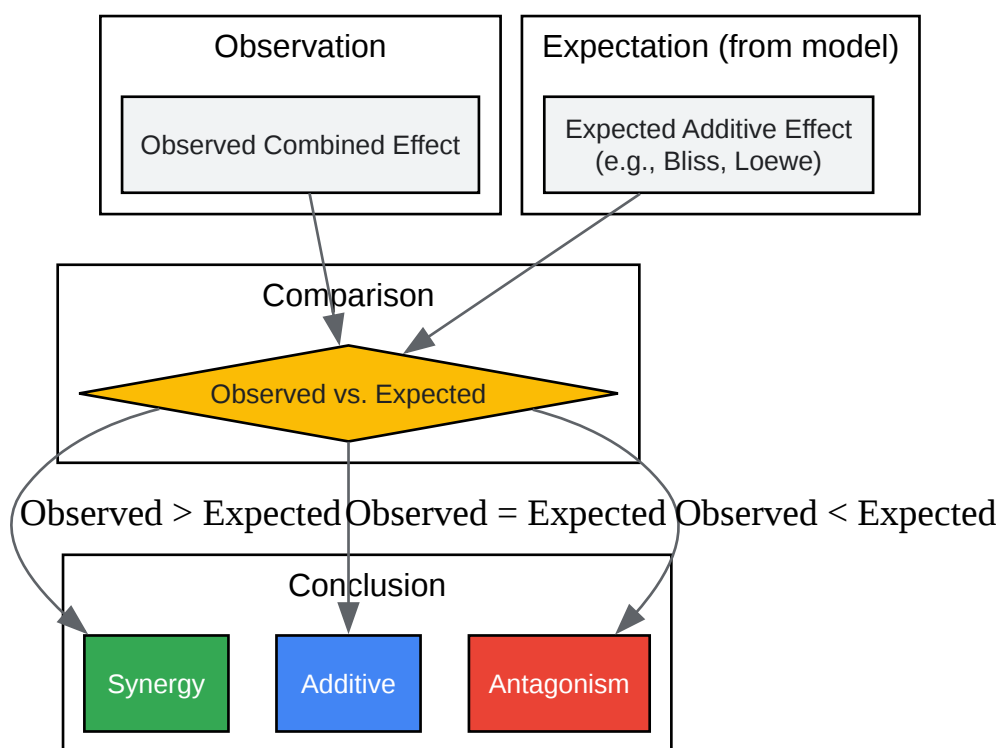 Observation
Expectation (from model)
Observed Combined Effect
Expected Additive Effect
(e.g., Bliss, Loewe)
Comparison
Observed vs. Expected
Observed > Expected
Observed = Expected
Observed < Expected
Conclusion
Synergy
Additive
Antagonism